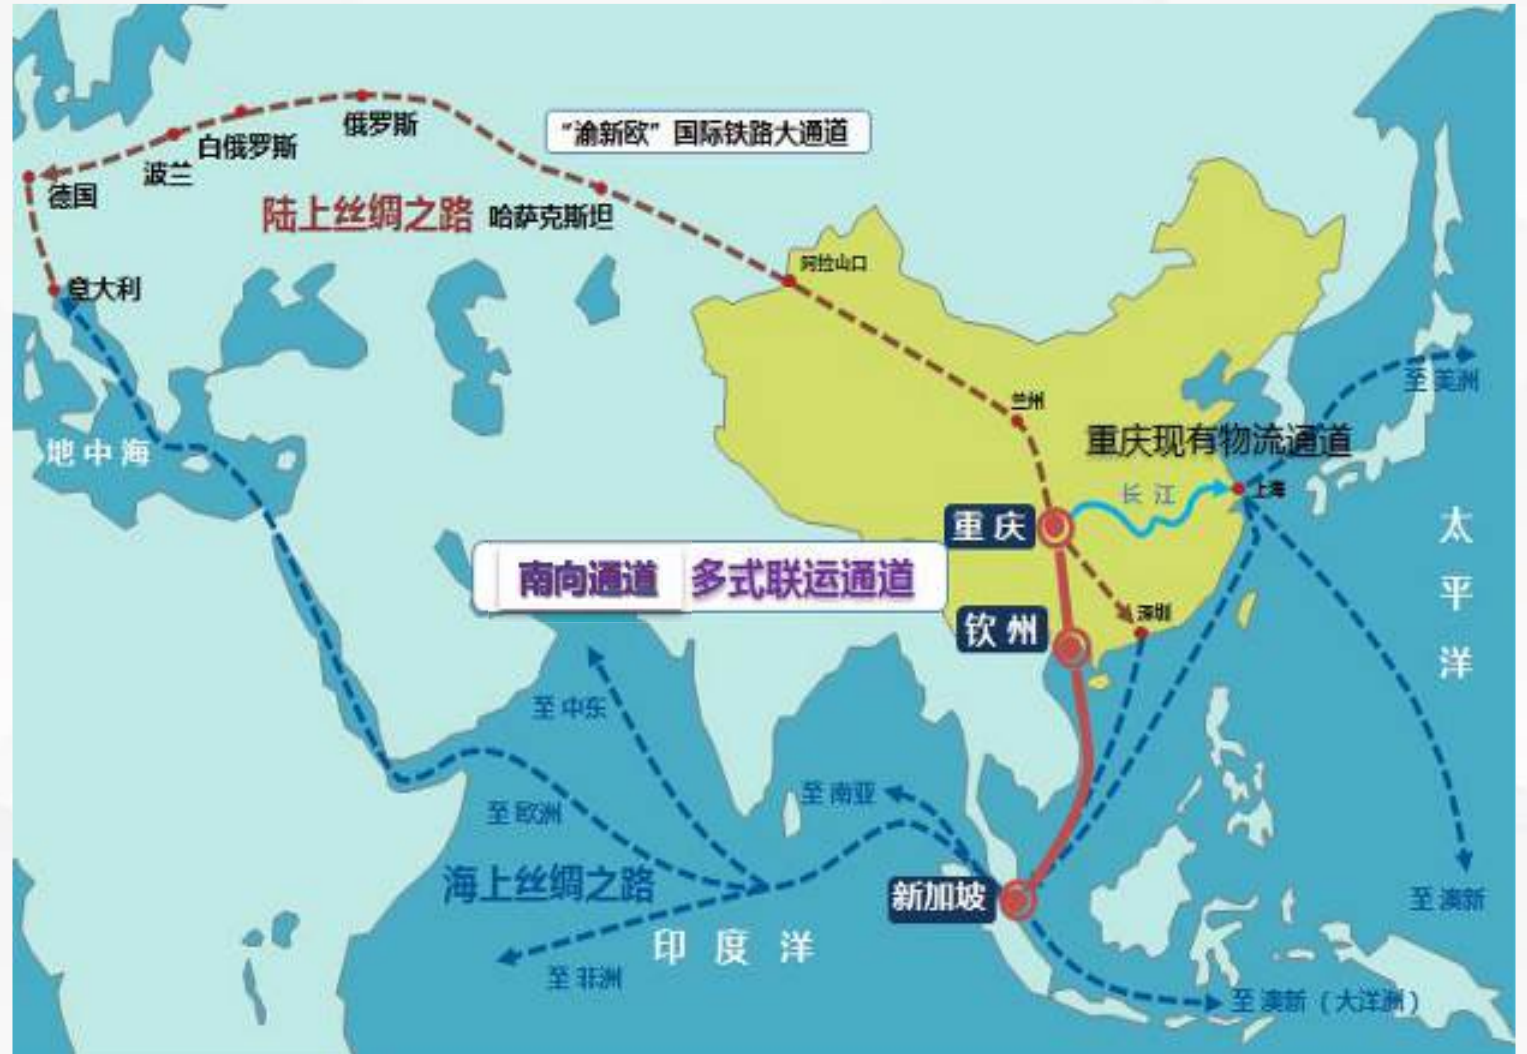 俄罗斯
“渝新欧”国际铁路大通道
白俄罗斯
波兰
德国
陆上丝绸之路
哈萨克斯坦
阿拉山口
意大利
至 美洲
兰州
重庆现有物流通道
地 中 海
长 江
上海
重 庆
太
平
洋
南向通道 多式联运通道
深圳
钦 州
至 中东
至 南亚
至 欧洲
海上丝绸之路
新加坡
至 澳新
印 度 洋
至 非洲
至 澳新（大洋洲）